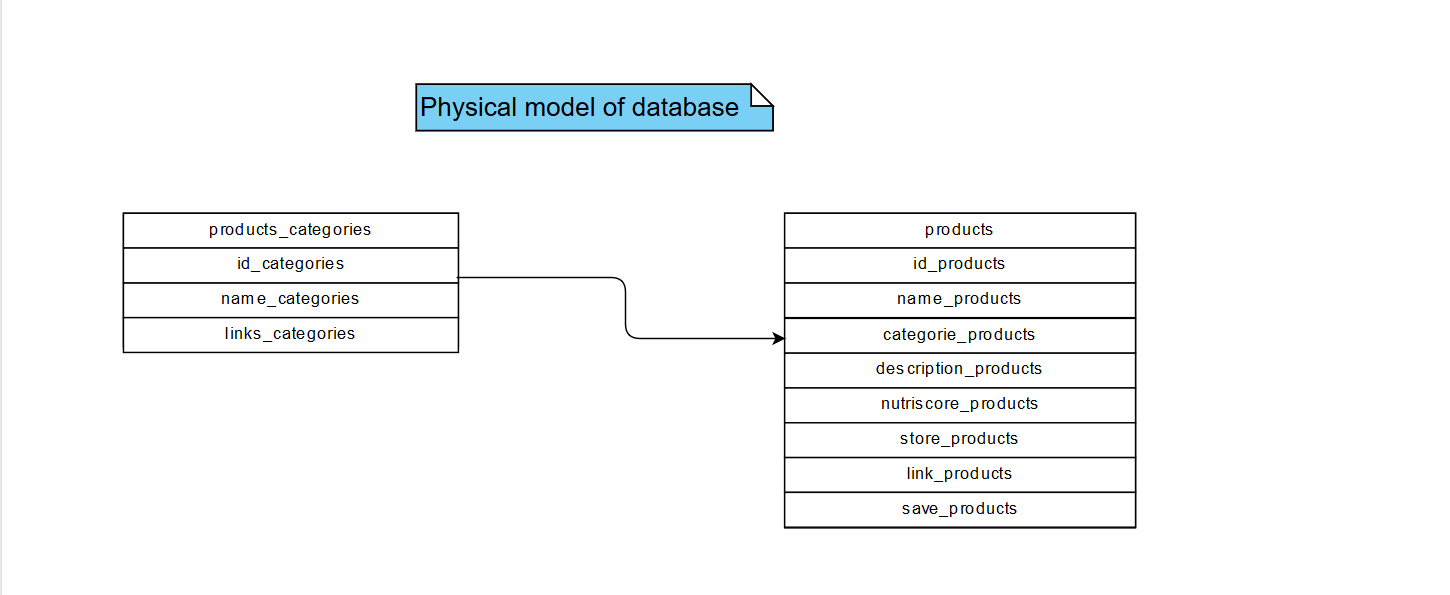 Physical model of database
products_categories
id_categories
name_categories
links_categories
products
id_products
name_products
categorie_products
description_products
nutriscore_products
store_products
link_products
save_products